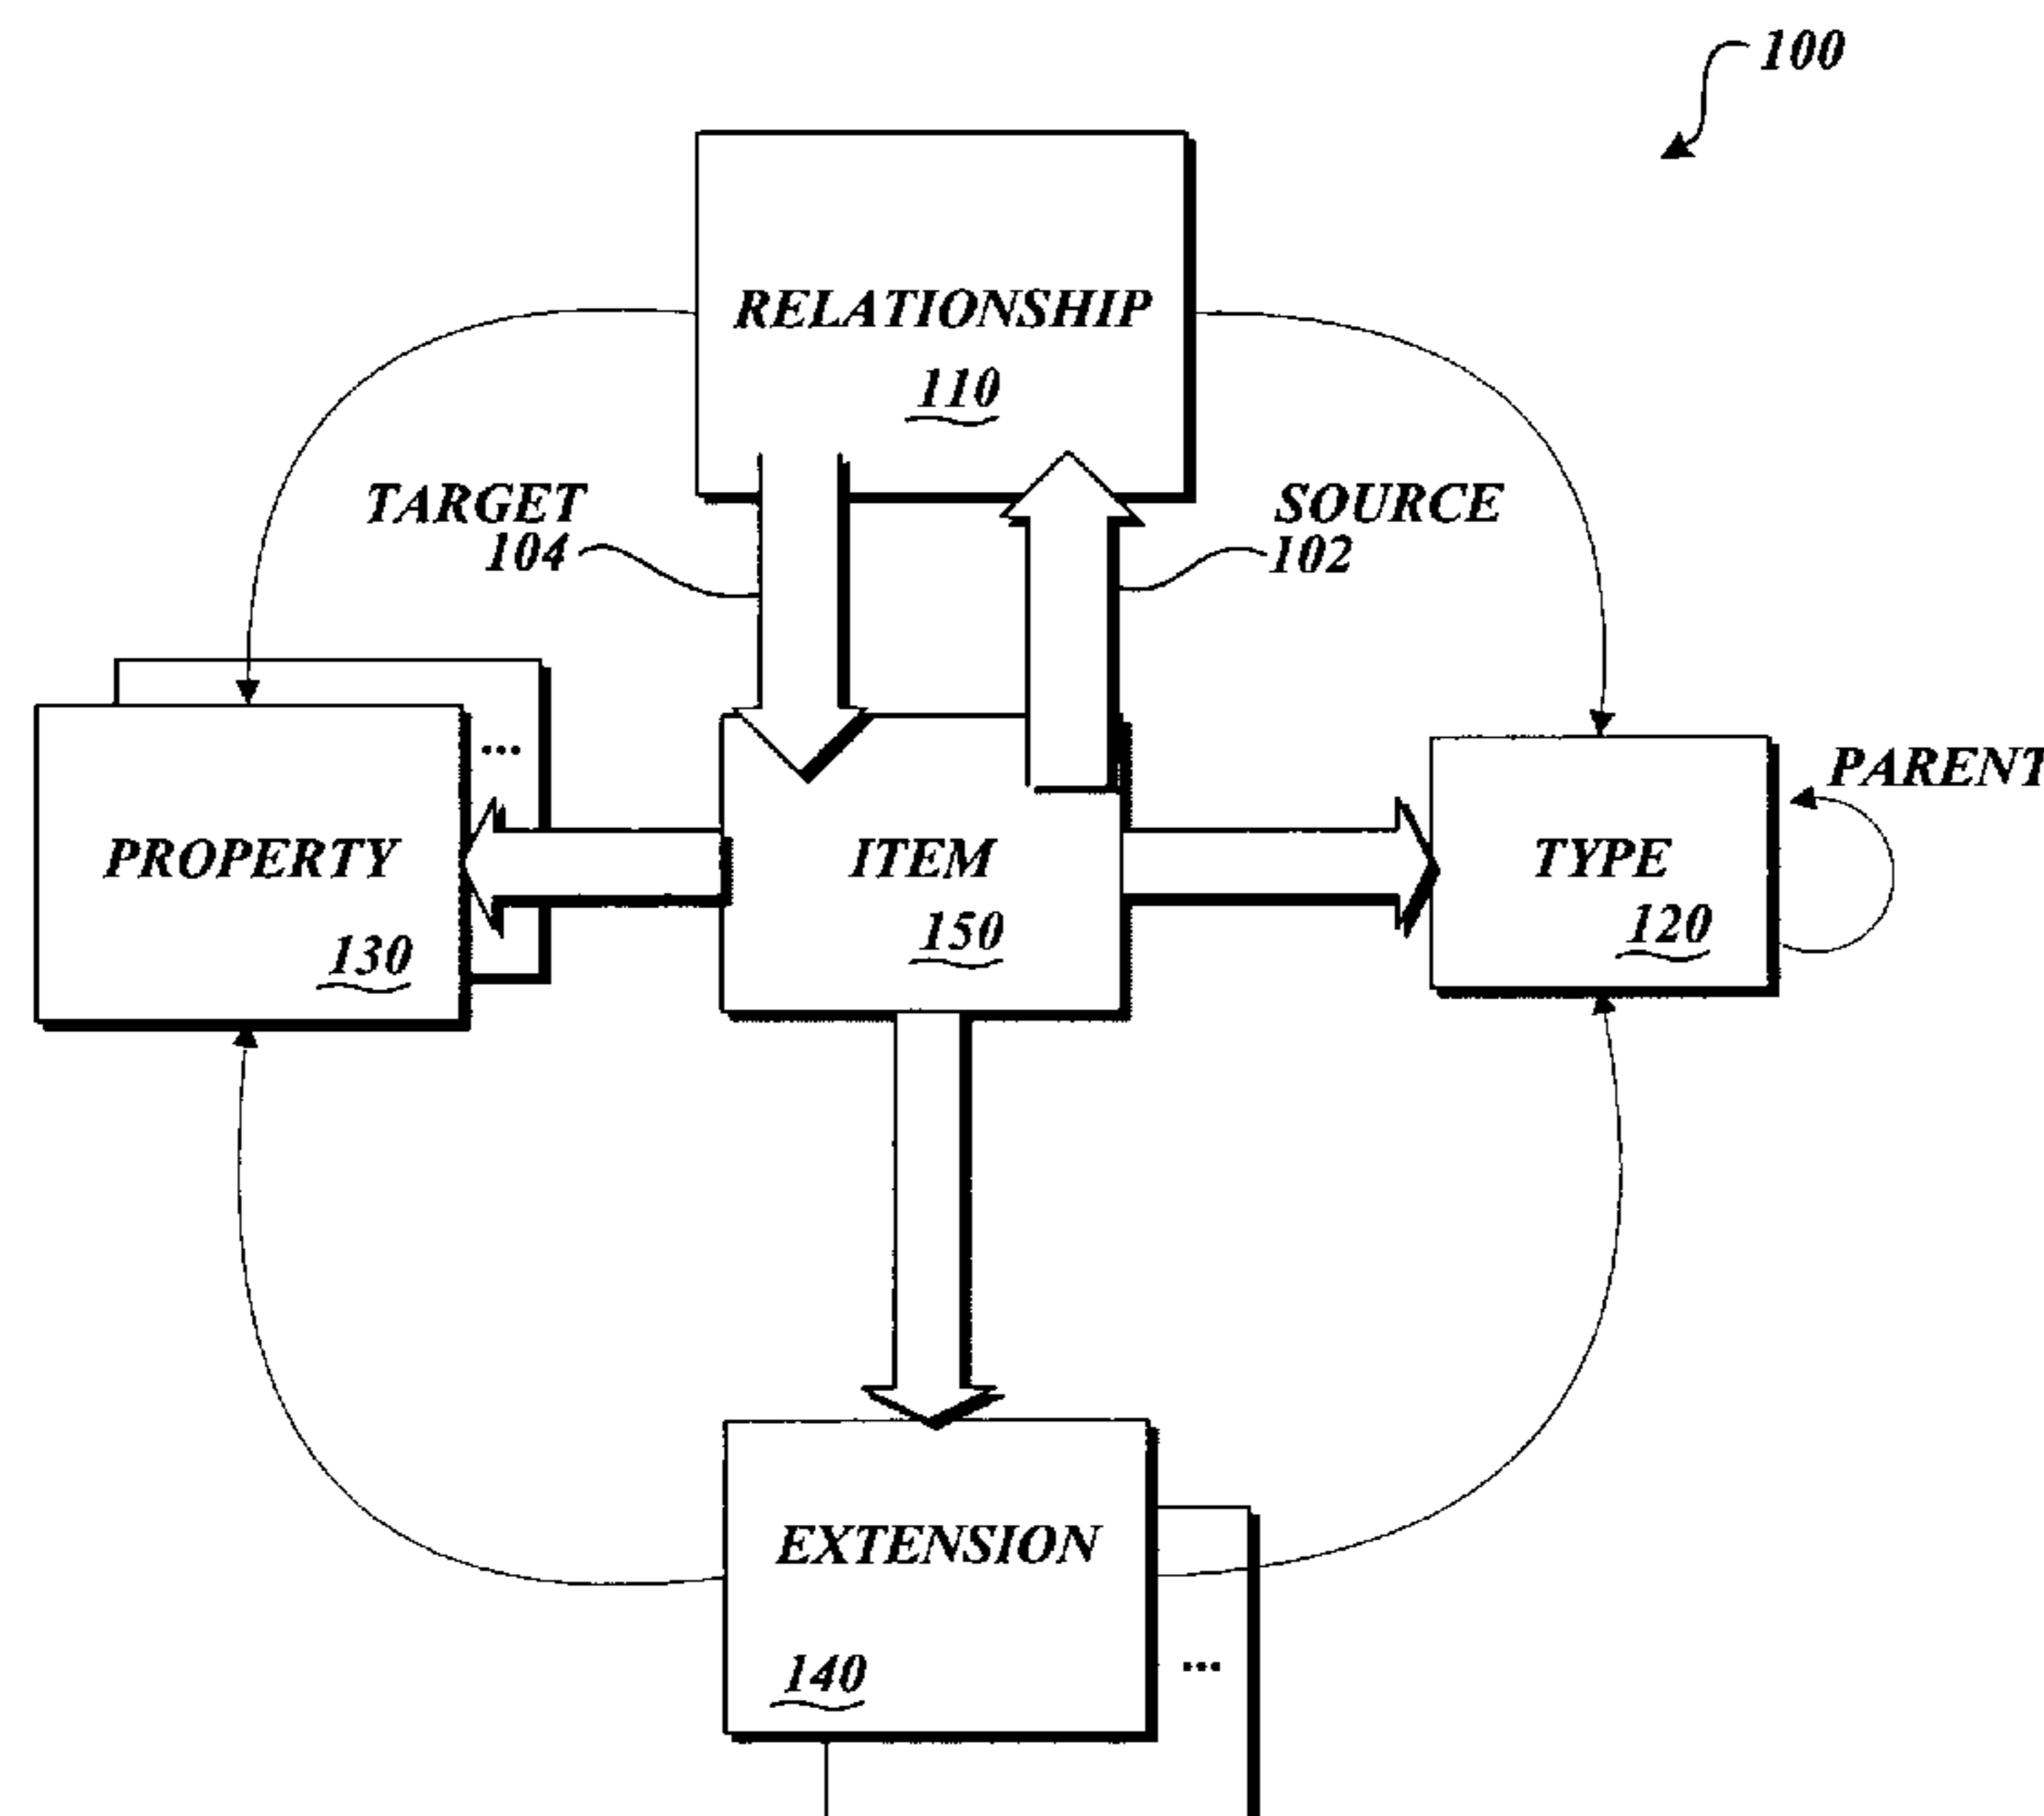 100
RELATIONSHIP
110
TARGET
104
SOURCE
102
...
PARENT
PROPERTY
130
ITEM
150
TYPE
120
EXTENSION
140
...